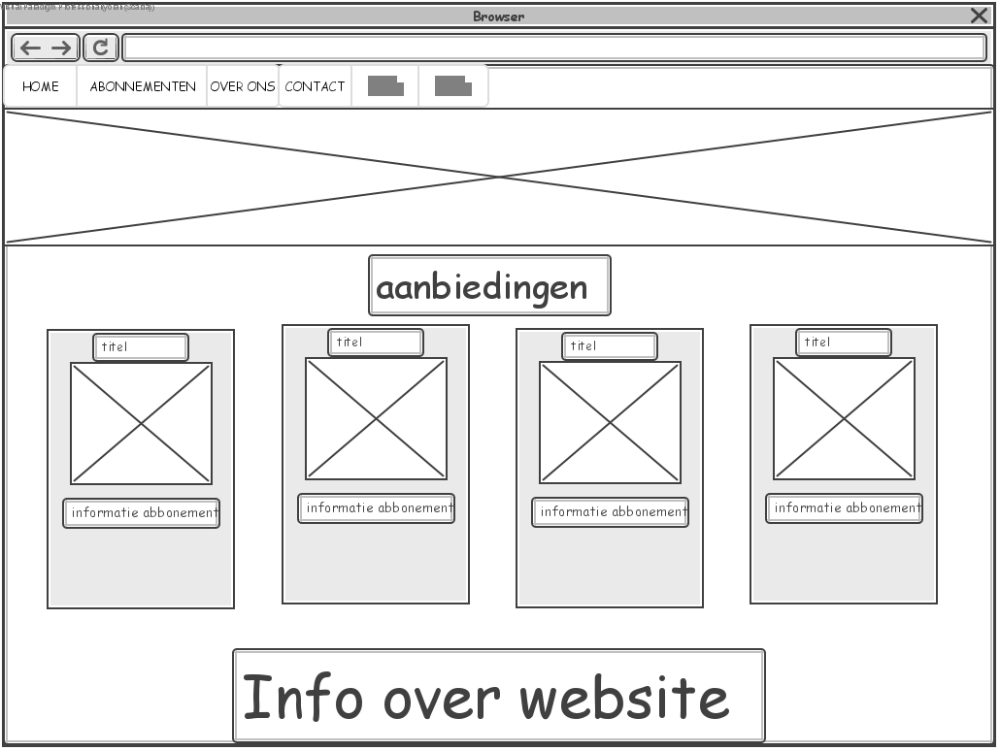 Browser
HOME
ABONNEMENTEN
OVER ONS
CONTACT
aanbiedingen
titel
titel
titel
titel
informatie abbonement
informatie abbonement
informatie abbonement
informatie abbonement
Info over website